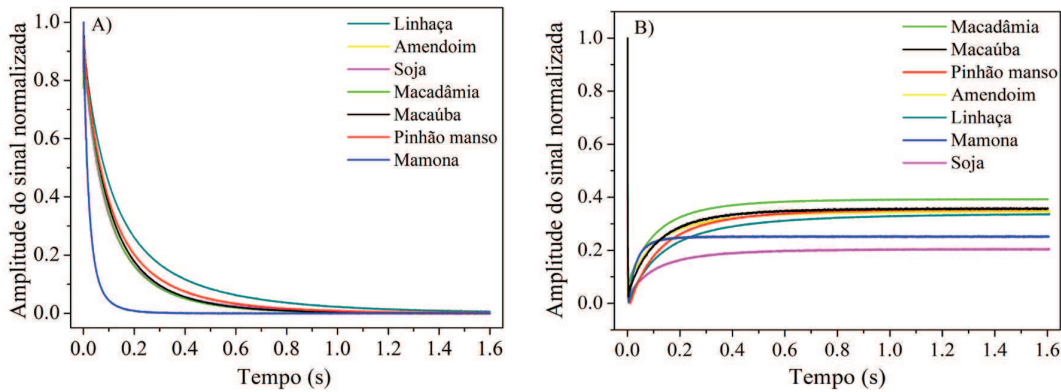 A)
Amplitude do sinal normalizada
1.0
0.8
0.6
0.4
0.2
0.0
Linhaça
Amendoim
Soja
Macadâmia
Macaúba
Pinhão manso
Mamona
0.0 0.2 0.4 0.6 0.8 1.0 1.2 1.4 1.6
Tempo (s)
B)
Amplitude do sinal normalizada
1.0
0.8
0.6
0.4
0.2
0.0
Macadâmia
Macaúba
Pinhão manso
Amendoim
Linhaça
Mamona
Soja
0.0 0.2 0.4 0.6 0.8 1.0 1.2 1.4 1.6
Tempo (s)